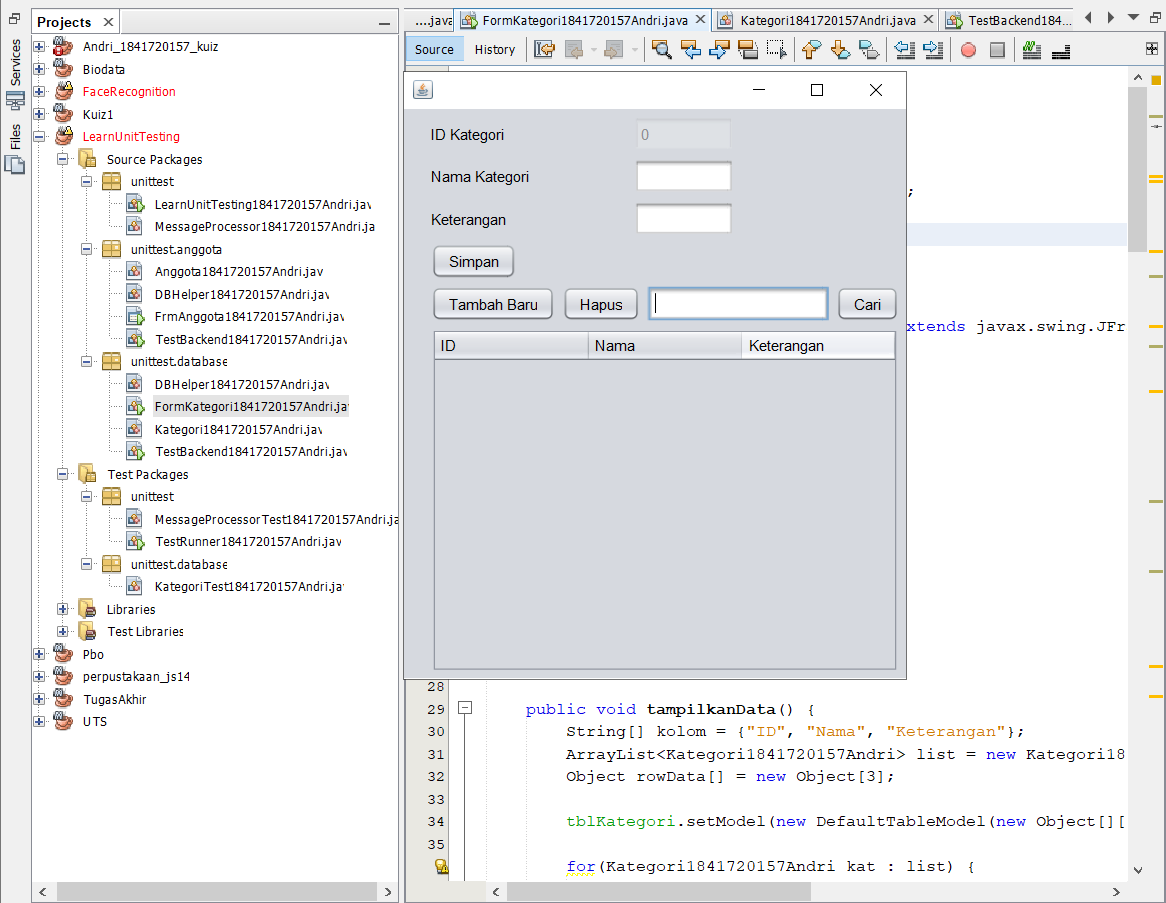 Projects
Services
Files
Andri_1841720157_kuiz
Biodata
FaceRecognition
Kuiz1
LearnUnitTesting
Source Packages
unittest
LearnUnitTesting1841720157Andri.jav
MessageProcessor1841720157Andri.ja
unittest.anggota
Anggota1841720157Andri.jav
DBHelper1841720157Andri.jav
FrmAnggota1841720157Andri.jav
TestBackend1841720157Andri.jav
unittest.database
DBHelper1841720157Andri.jav
FormKategori1841720157Andri.jav
Kategori1841720157Andri.jav
TestBackend1841720157Andri.jav
Test Packages
unittest
MessageProcessorTest1841720157Andri.ja
TestRunner1841720157Andri.jav
unittest.database
KategoriTest1841720157Andri.jav
Libraries
Test Libraries
Pbo
perpustakaan_js14
TugasAkhir
UTS
....java FormKategori1841720157Andri.java Kategori1841720157Andri.java TestBackend184...
Source History
ID Kategori 0
Nama Kategori
Keterangan
Simpan
Tambah Baru Hapus Cari
ID Nama Keterangan
;
xtends javax.swing.JFr
28
29 public void tampilkanData() {
30 String[] kolom = {"ID", "Nama", "Keterangan"};
31 ArrayList<Kategori1841720157Andri> list = new Kategori18
32 Object rowData[] = new Object[3];
33
34 tblKategori.setModel(new DefaultTableModel(new Object[][
35
for(Kategori1841720157Andri kat : list) {